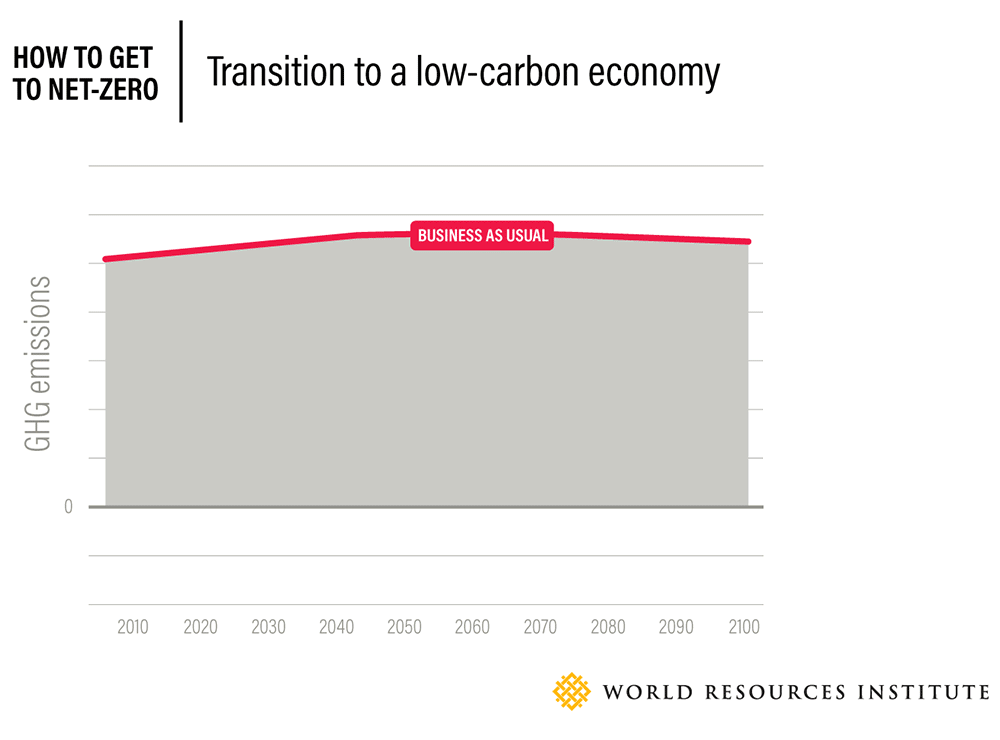 HOW TO GET
TO NET-ZERO
Transition to a low-carbon economy
BUSINESS AS USUAL
GHG emissions
0
2010 2020 2030 2040 2050 2060 2070 2080 2090 2100
WORLD RESOURCES INSTITUTE